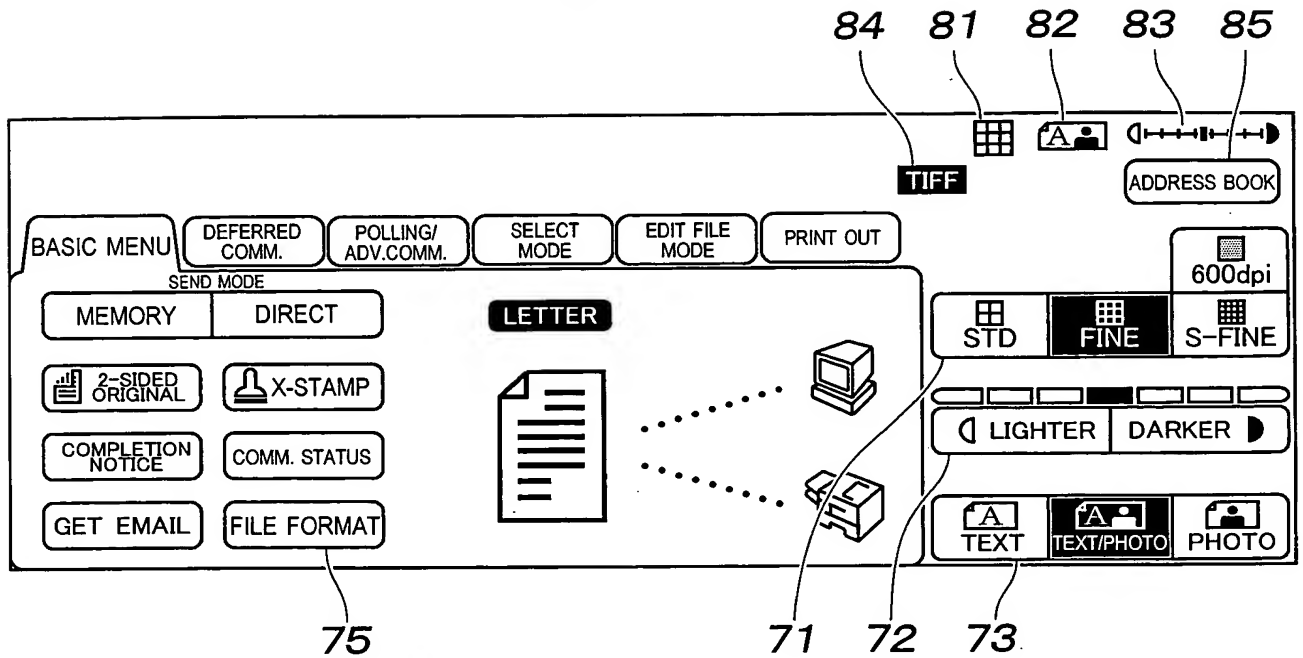 84 81 82 83 85
A
TIFF
ADDRESS BOOK
BASIC MENU
DEFERRED
COMM.
POLLING/
ADV.COMM.
SELECT
MODE
EDIT FILE
MODE
PRINT OUT
600dpi
SEND MODE
MEMORY DIRECT
LETTER
STD FINE S-FINE
2-SIDED
ORIGINAL
X-STAMP
LIGHTER DARKER
COMPLETION
NOTICE
COMM. STATUS
GET EMAIL FILE FORMAT
A A
TEXT TEXT/PHOTO PHOTO
75 71 72 73